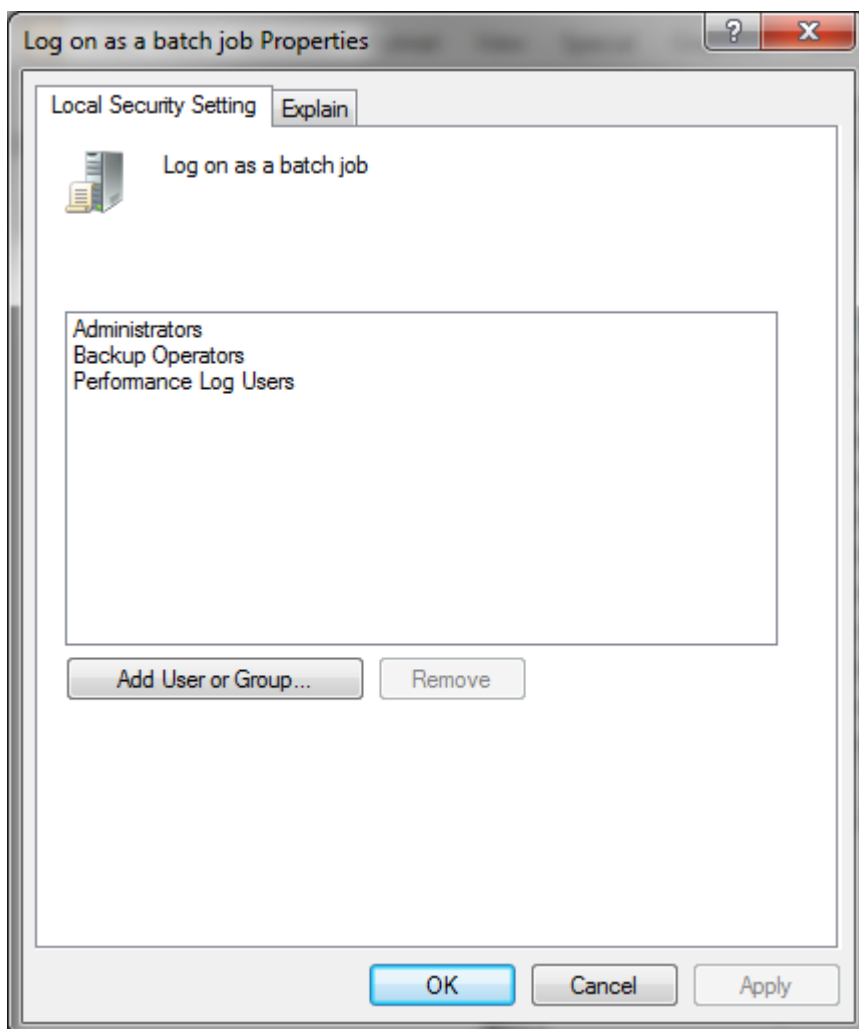 Log on as a batch job Properties
?
X
Local Security Setting
Explain
Log on as a batch job
Administrators
Backup Operators
Performance Log Users
Add User or Group...
Remove
OK
Cancel
Apply